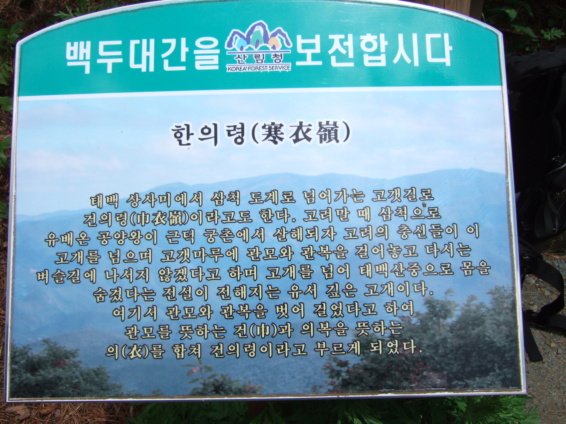 백두대간을 산림청 보전합시다
KOREA FOREST SERVICE
한의령(寒衣嶺)
태백 상사미에서 삼척 도계로 넘어가는 고갯길로
건의령(巾衣嶺)이라고도 한다. 고려말 때 삼척으로
유배온 공양왕이 근덕 궁촌에서 살해되자 고려의 충신들이 이
고개를 넘으며 고갯마루에 관모와 관복을 걸어놓고 다시는
벼슬길에 나서지 않겠다고 하며 고개를 넘어 태백산중으로 몸을
숨겼다는 전설이 전해지는 유서 깊은 고개이다.
여기서 관모와 관복을 벗어 걸었다고 하여
관모를 뜻하는 건(巾)과 의복을 뜻하는
의(衣)를 합쳐 건의령이라고 부르게 되었다.